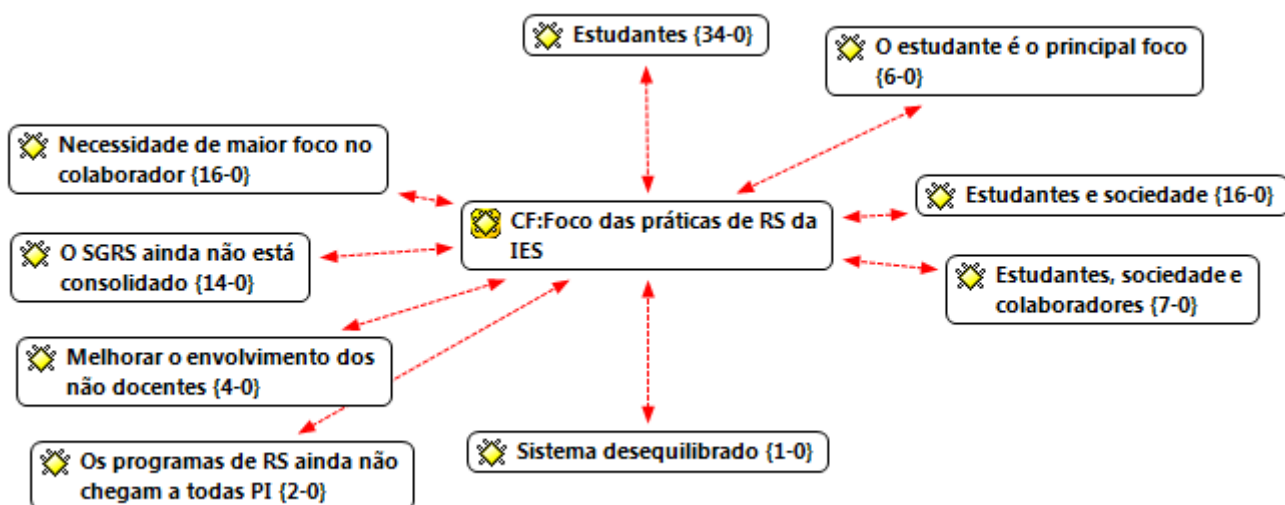 Estudantes {34-0}
O estudante é o principal foco
{6-0}
Necessidade de maior foco no
colaborador {16-0}
Estudantes e sociedade {16-0}
CF:Foco das práticas de RS da
IES
O SGRS ainda não está
consolidado {14-0}
Estudantes, sociedade e
colaboradores {7-0}
Melhorar o envolvimento dos
não docentes {4-0}
Sistema desequilibrado {1-0}
Os programas de RS ainda não
chegam a todas PI {2-0}